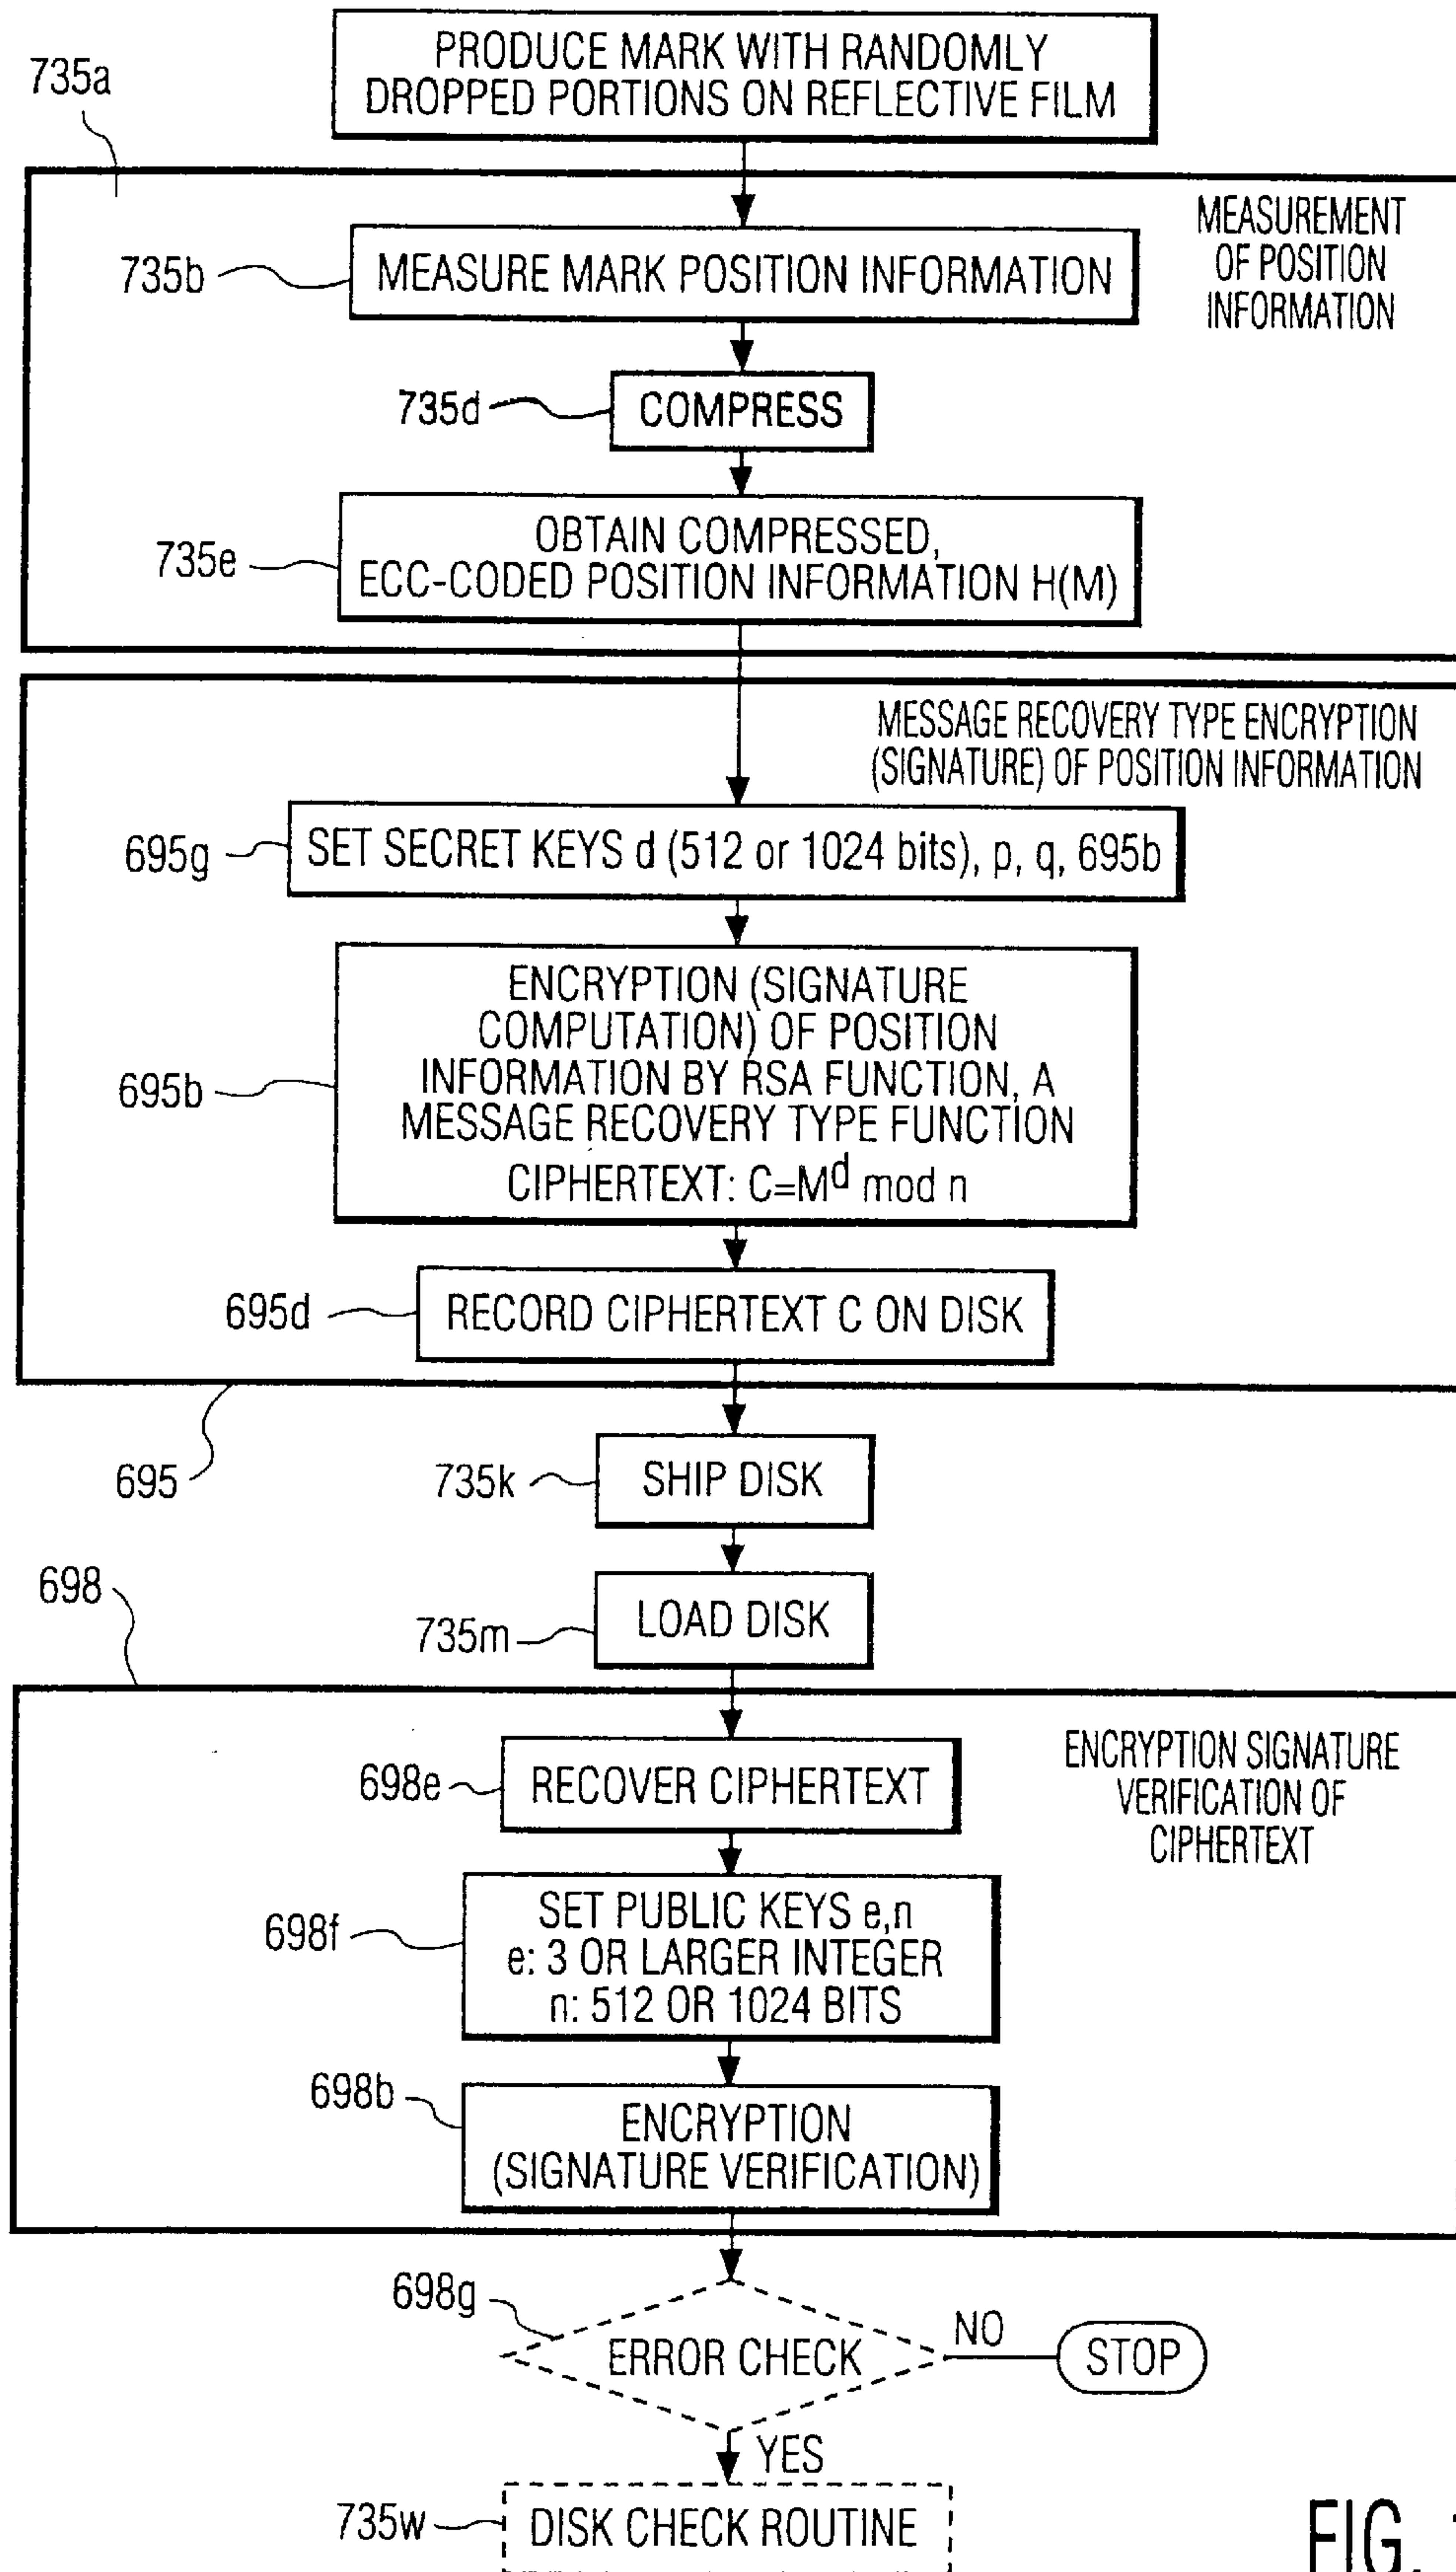 PRODUCE MARK WITH RANDOMLY
DROPPED PORTIONS ON REFLECTIVE FILM
735a
MEASUREMENT
OF POSITION
INFORMATION
735b
MEASURE MARK POSITION INFORMATION
735d
COMPRESS
735e
OBTAIN COMPRESSED,
ECC-CODED POSITION INFORMATION H(M)
MESSAGE RECOVERY TYPE ENCRYPTION
(SIGNATURE) OF POSITION INFORMATION
695g
SET SECRET KEYS d (512 or 1024 bits), p, q, 695b
695b
ENCRYPTION (SIGNATURE
COMPUTATION) OF POSITION
INFORMATION BY RSA FUNCTION, A
MESSAGE RECOVERY TYPE FUNCTION
CIPHERTEXT: C=M^d mod n
695d
RECORD CIPHERTEXT C ON DISK
695
735k
SHIP DISK
698
735m
LOAD DISK
698e
RECOVER CIPHERTEXT
ENCRYPTION SIGNATURE
VERIFICATION OF
CIPHERTEXT
698f
SET PUBLIC KEYS e,n
e: 3 OR LARGER INTEGER
n: 512 OR 1024 BITS
698b
ENCRYPTION
(SIGNATURE VERIFICATION)
698g
ERROR CHECK
NO
STOP
YES
735w
DISK CHECK ROUTINE
FIG.